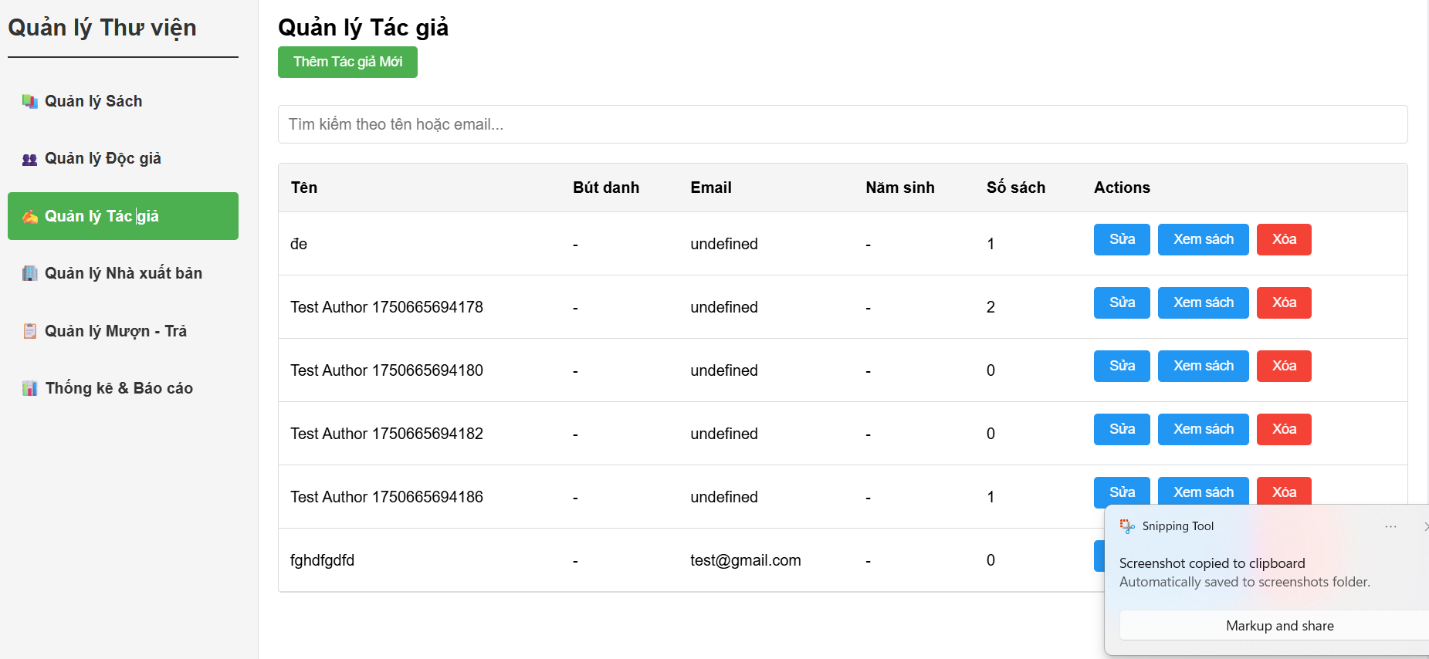 Quản lý Thư viện
Quản lý Sách
Quản lý Độc giả
Quản lý Tác giả
Quản lý Nhà xuất bản
Quản lý Mượn - Trả
Thống kê & Báo cáo
Quản lý Tác giả
Thêm Tác giả Mới
Tìm kiếm theo tên hoặc email...
Tên Bút danh Email Năm sinh Số sách Actions
đe - undefined - 1 Sửa Xem sách Xóa
Test Author 1750665694178 - undefined - 2 Sửa Xem sách Xóa
Test Author 1750665694180 - undefined - 0 Sửa Xem sách Xóa
Test Author 1750665694182 - undefined - 0 Sửa Xem sách Xóa
Test Author 1750665694186 - undefined - 1 Sửa Xem sách Xóa
fghdfgdfd - test@gmail.com - 0
Snipping Tool
Screenshot copied to clipboard
Automatically saved to screenshots folder.
Markup and share